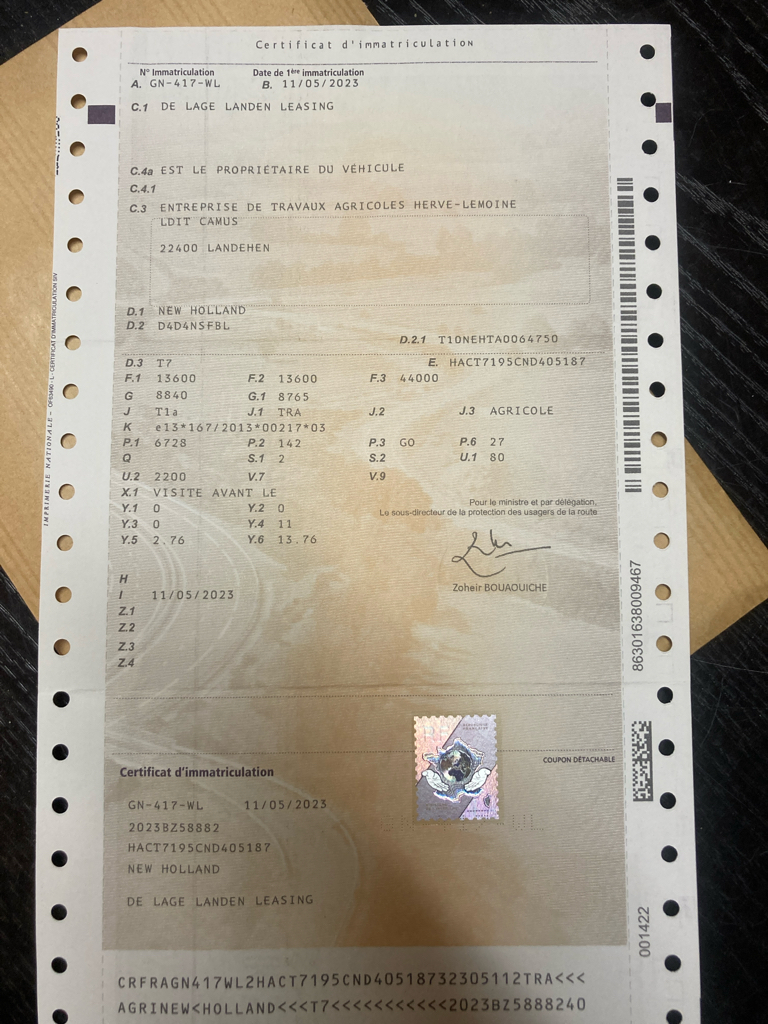 Certificat d'immatriculation
N° Immatriculation Date de 1ère immatriculation
A. GN-417-WL B. 11/05/2023
C.1 DE LAGE LANDEN LEASING
C.4a EST LE PROPRIÉTAIRE DU VÉHICULE
C.4.1
C.3 ENTREPRISE DE TRAVAUX AGRICOLES HERVE-LEMOINE
LDIT CAMUS
22400 LANDEHEN
D.1 NEW HOLLAND
D.2 D4D4NSFBL
D.2.1 T10NEHTA0064750
D.3 T7 E. HACT7195CND405187
F.1 13600 F.2 13600 F.3 44000
G 8840 G.1 8765
J T1a J.1 TRA J.2 J.3 AGRICOLE
K e13*167/2013*00217*03
P.1 6728 P.2 142 P.3 GO P.6 27
Q S.1 2 S.2 U.1 80
U.2 2200 V.7 V.9
X.1 VISITE AVANT LE
Y.1 0 Y.2 0
Y.3 0 Y.4 11
Y.5 2.76 Y.6 13.76
Pour le ministre et par délégation,
Le sous-directeur de la protection des usagers de la route
Zoheir BOUAOUICHE
H
I 11/05/2023
Z.1
Z.2
Z.3
Z.4
COUPON DÉTACHABLE
Certificat d'immatriculation
GN-417-WL 11/05/2023
2023BZ58882
HACT7195CND405187
NEW HOLLAND
DE LAGE LANDEN LEASING
CRFRAGN417WL2HACT7195CND40518732305112TRA<<<
AGRINEW<HOLLAND<<<T7<<<<<<<<<<<2023BZ5888240
86301638009467
001422
IMPRIMERIE NATIONALE - CERTIFICAT D'IMMATRICULATION SIV